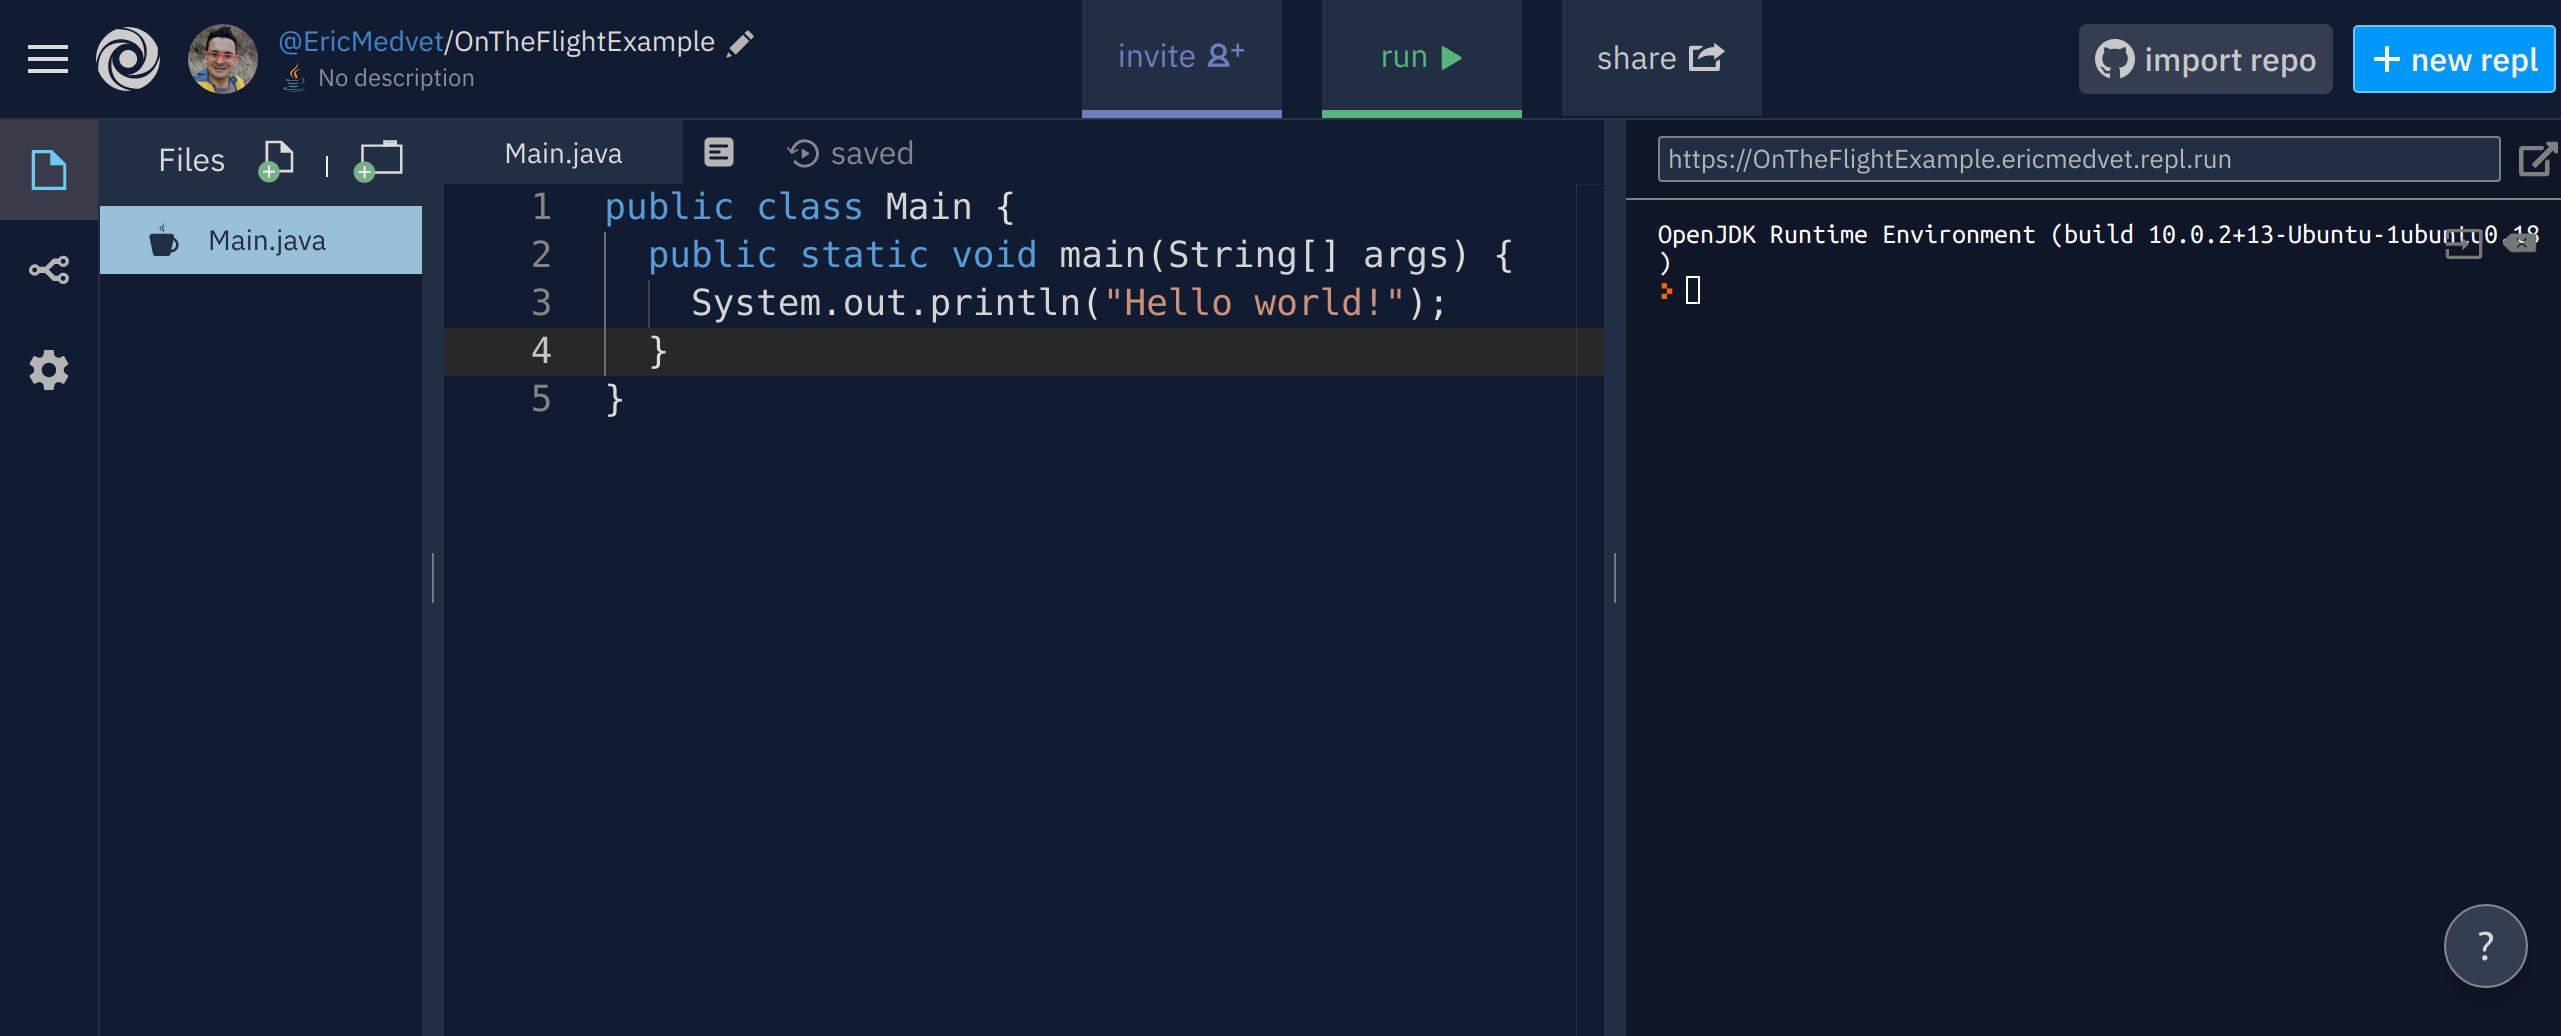 @EricMedvet/OnTheFlightExample
No description
invite
run
share
import repo
+ new repl
Files
Main.java
Main.java
saved
1 public class Main {
2 public static void main(String[] args) {
3 System.out.println("Hello world!");
4 }
5 }
https://OnTheFlightExample.ericmedvet.repl.run
OpenJDK Runtime Environment (build 10.0.2+13-Ubuntu-1ubuntu0.18
)
?